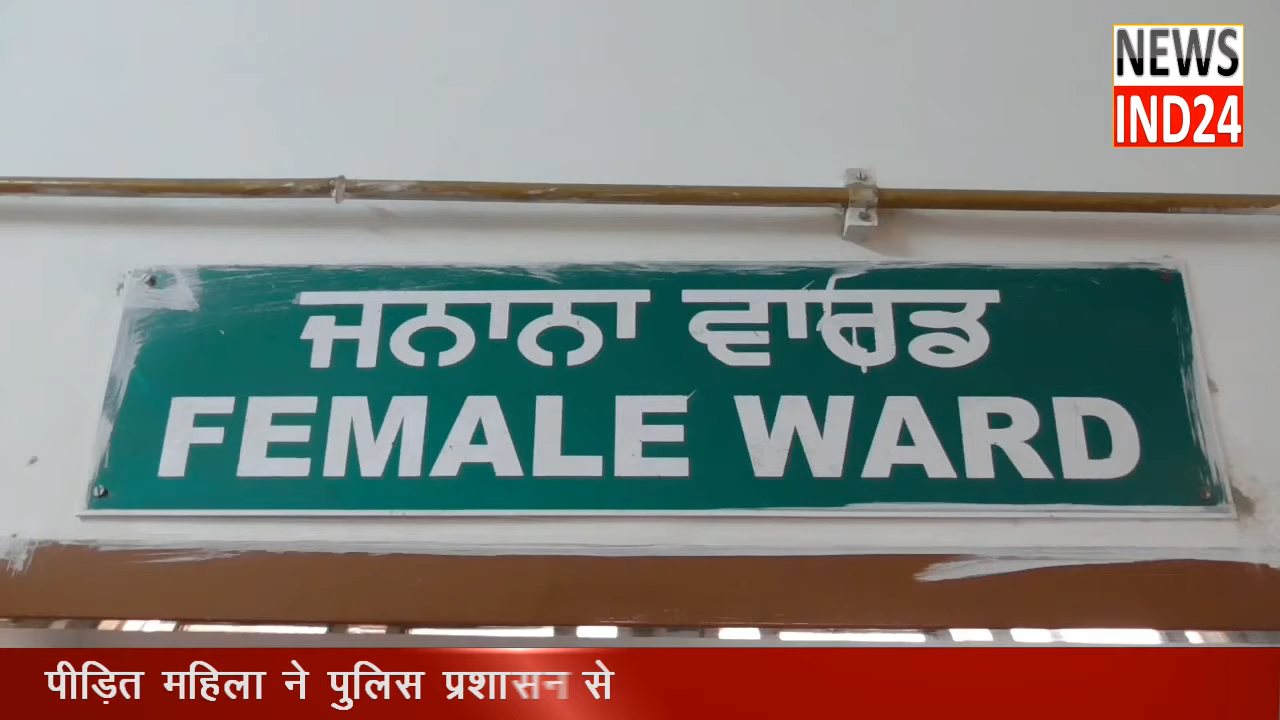 NEWS
IND24
ਜਨਾਨਾ ਵਾਰਡ
FEMALE WARD
पीड़ित महिला ने पुलिस प्रशासन से